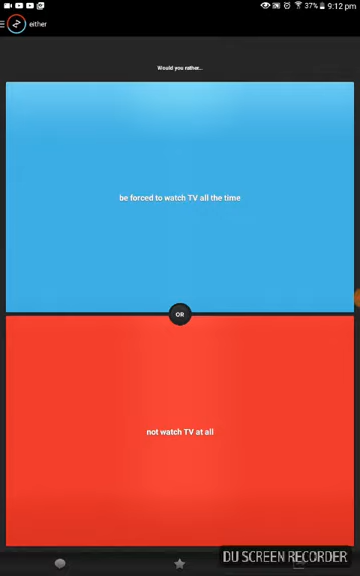 37% 9:12 pm
either
Would you rather...
be forced to watch TV all the time
OR
not watch TV at all
DU SCREEN RECORDER